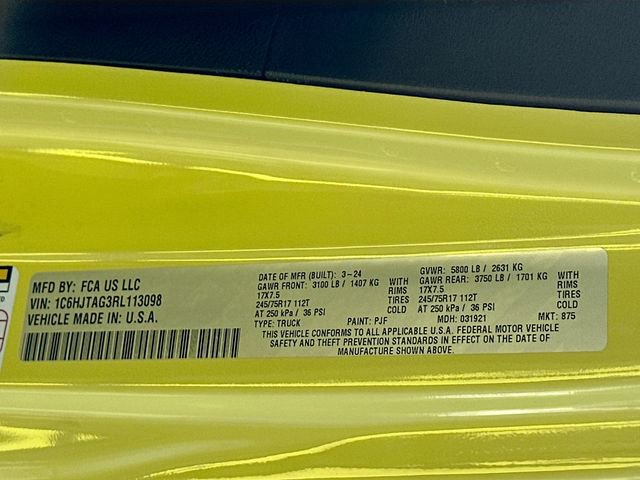 MFD BY: FCA US LLC
VIN: 1C6HJTAG3RL113098
VEHICLE MADE IN: U.S.A.
DATE OF MFR (BUILT): 3-24
GAWR FRONT: 3100 LB / 1407 KG WITH
17X7.5 RIMS
245/75R17 112T TIRES
AT 250 kPa / 36 PSI COLD
TYPE: TRUCK PAINT: PJF
GVWR: 5800 LB / 2631 KG
GAWR REAR: 3750 LB / 1701 KG WITH
17X7.5 RIMS
245/75R17 112T TIRES
AT 250 kPa / 36 PSI COLD
MDH: 031921 MKT: 875
THIS VEHICLE CONFORMS TO ALL APPLICABLE U.S.A. FEDERAL MOTOR VEHICLE
SAFETY AND THEFT PREVENTION STANDARDS IN EFFECT ON THE DATE OF
MANUFACTURE SHOWN ABOVE.